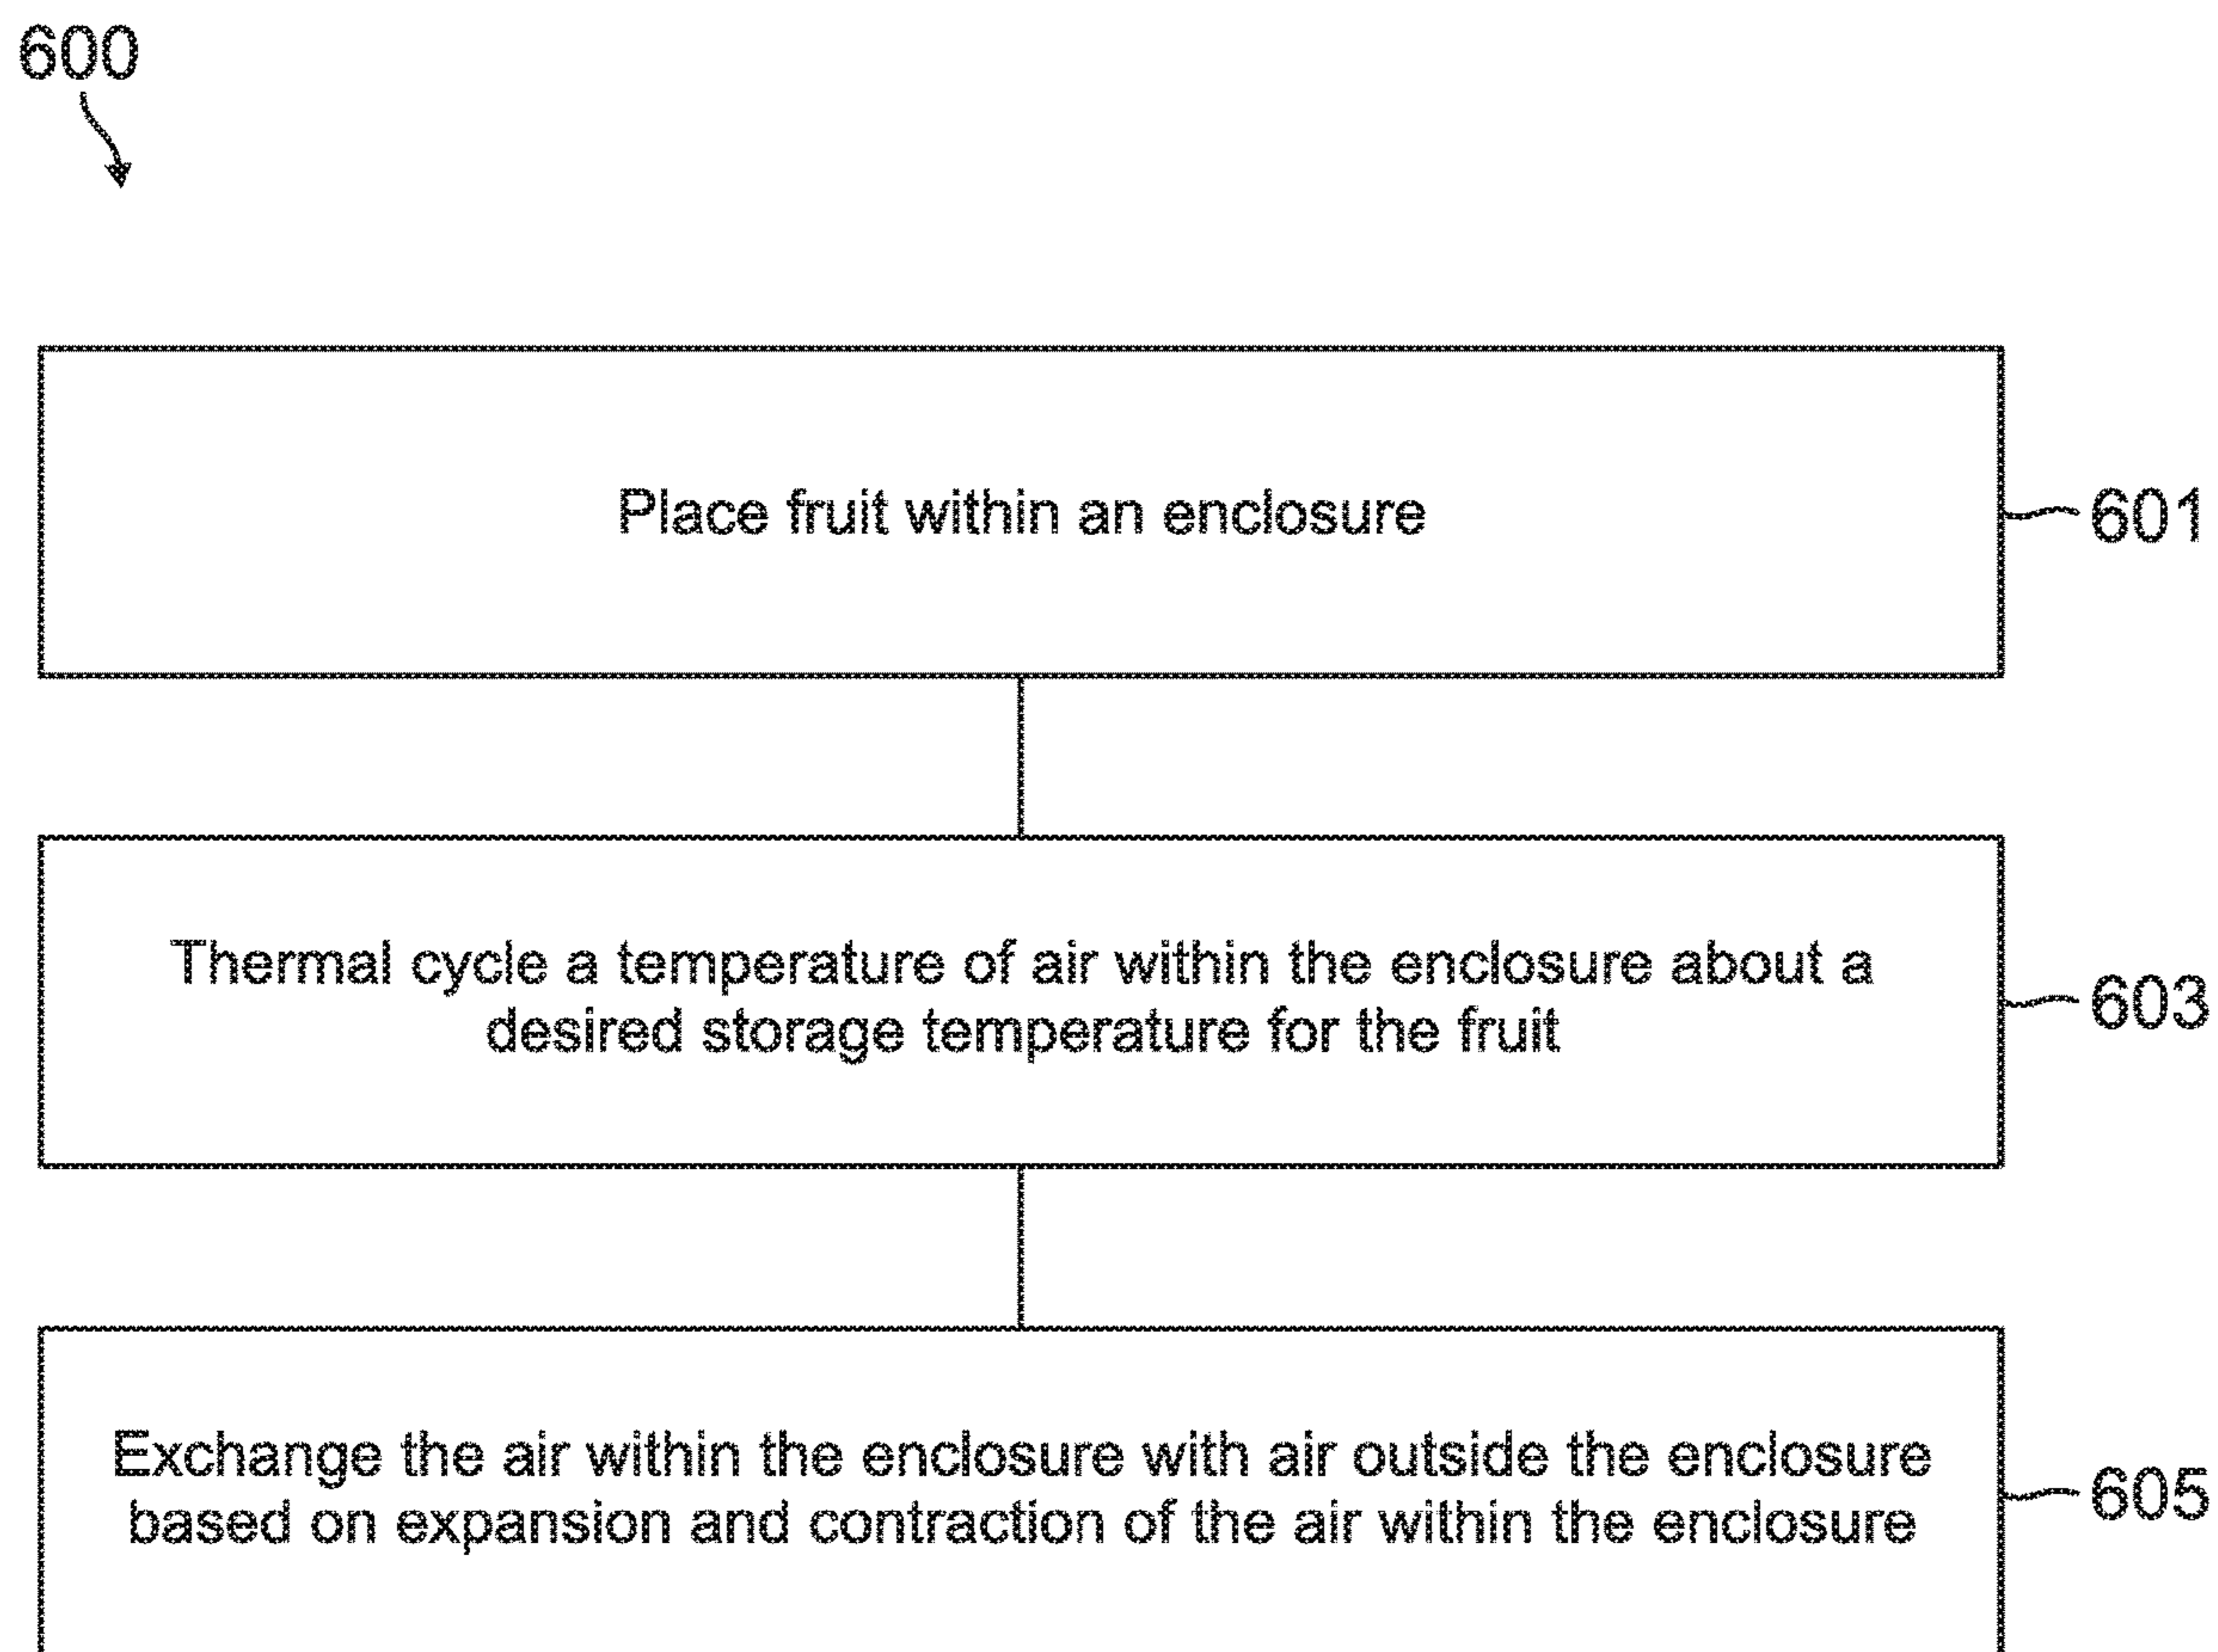 600
Place fruit within an enclosure
601
Thermal cycle a temperature of air within the enclosure about a
desired storage temperature for the fruit
603
Exchange the air within the enclosure with air outside the enclosure
based on expansion and contraction of the air within the enclosure
605